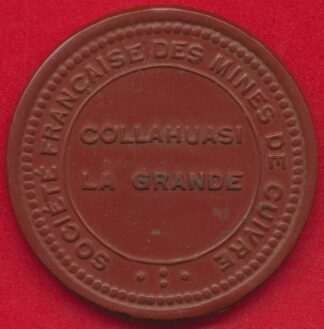 SOCIÉTÉ FRANÇAISE DES MINES DE CUIVRE
COLLAHUASI
LA GRANDE